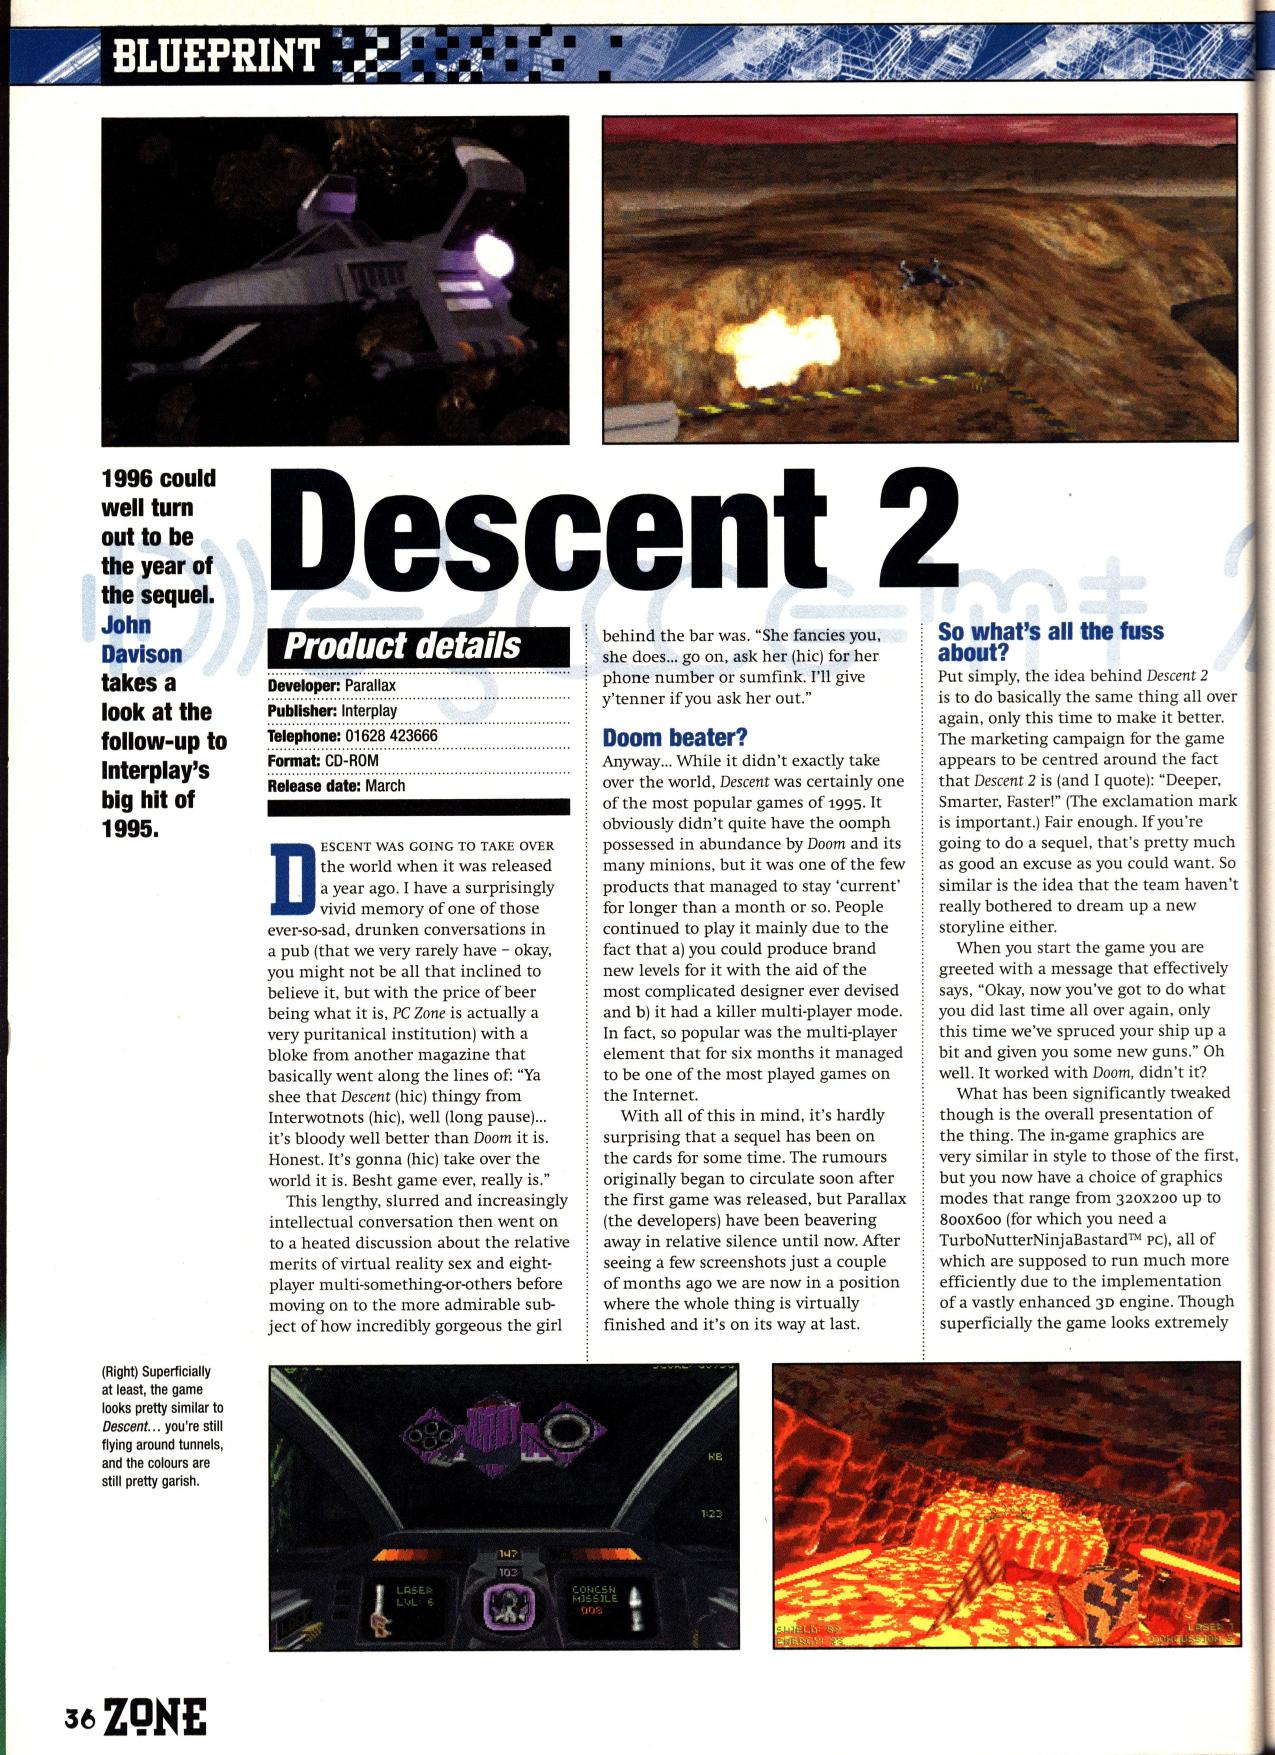 BLUEPRINT
1996 could
well turn
out to be
the year of
the sequel.
John
Davison
takes a
look at the
follow-up to
Interplay's
big hit of
1995.
Descent 2
Product details
Developer: Parallax
Publisher: Interplay
Telephone: 01628 423666
Format: CD-ROM
Release date: March
DESCENT WAS GOING TO TAKE OVER
the world when it was released
a year ago. I have a surprisingly
vivid memory of one of those
ever-so-sad, drunken conversations in
a pub (that we very rarely have – okay,
you might not be all that inclined to
believe it, but with the price of beer
being what it is, PC Zone is actually a
very puritanical institution) with a
bloke from another magazine that
basically went along the lines of: “Ya
shee that Descent (hic) thingy from
Interwotnots (hic), well (long pause)...
it's bloody well better than Doom it is.
Honest. It's gonna (hic) take over the
world it is. Besht game ever, really is.”
This lengthy, slurred and increasingly
intellectual conversation then went on
to a heated discussion about the relative
merits of virtual reality sex and eight-
player multi-something-or-others before
moving on to the more admirable sub-
ject of how incredibly gorgeous the girl
behind the bar was. “She fancies you,
she does... go on, ask her (hic) for her
phone number or sumfink. I'll give
y'tenner if you ask her out.”
Doom beater?
Anyway... While it didn't exactly take
over the world, Descent was certainly one
of the most popular games of 1995. It
obviously didn't quite have the oomph
possessed in abundance by Doom and its
many minions, but it was one of the few
products that managed to stay ‘current’
for longer than a month or so. People
continued to play it mainly due to the
fact that a) you could produce brand
new levels for it with the aid of the
most complicated designer ever devised
and b) it had a killer multi-player mode.
In fact, so popular was the multi-player
element that for six months it managed
to be one of the most played games on
the Internet.
With all of this in mind, it's hardly
surprising that a sequel has been on
the cards for some time. The rumours
originally began to circulate soon after
the first game was released, but Parallax
(the developers) have been beavering
away in relative silence until now. After
seeing a few screenshots just a couple
of months ago we are now in a position
where the whole thing is virtually
finished and it's on its way at last.
So what's all the fuss
about?
Put simply, the idea behind Descent 2
is to do basically the same thing all over
again, only this time to make it better.
The marketing campaign for the game
appears to be centred around the fact
that Descent 2 is (and I quote): “Deeper,
Smarter, Faster!” (The exclamation mark
is important.) Fair enough. If you're
going to do a sequel, that's pretty much
as good an excuse as you could want. So
similar is the idea that the team haven't
really bothered to dream up a new
storyline either.
When you start the game you are
greeted with a message that effectively
says, “Okay, now you've got to do what
you did last time all over again, only
this time we've spruced your ship up a
bit and given you some new guns.” Oh
well. It worked with Doom, didn't it?
What has been significantly tweaked
though is the overall presentation of
the thing. The in-game graphics are
very similar in style to those of the first,
but you now have a choice of graphics
modes that range from 320x200 up to
800x600 (for which you need a
TurboNutterNinjaBastard™ PC), all of
which are supposed to run much more
efficiently due to the implementation
of a vastly enhanced 3D engine. Though
superficially the game looks extremely
(Right) Superficially
at least, the game
looks pretty similar to
Descent... you're still
flying around tunnels,
and the colours are
still pretty garish.
KB
1:23
147
103
LASER
LVL: 6
CONCSN
MISSILE
008
36 ZONE